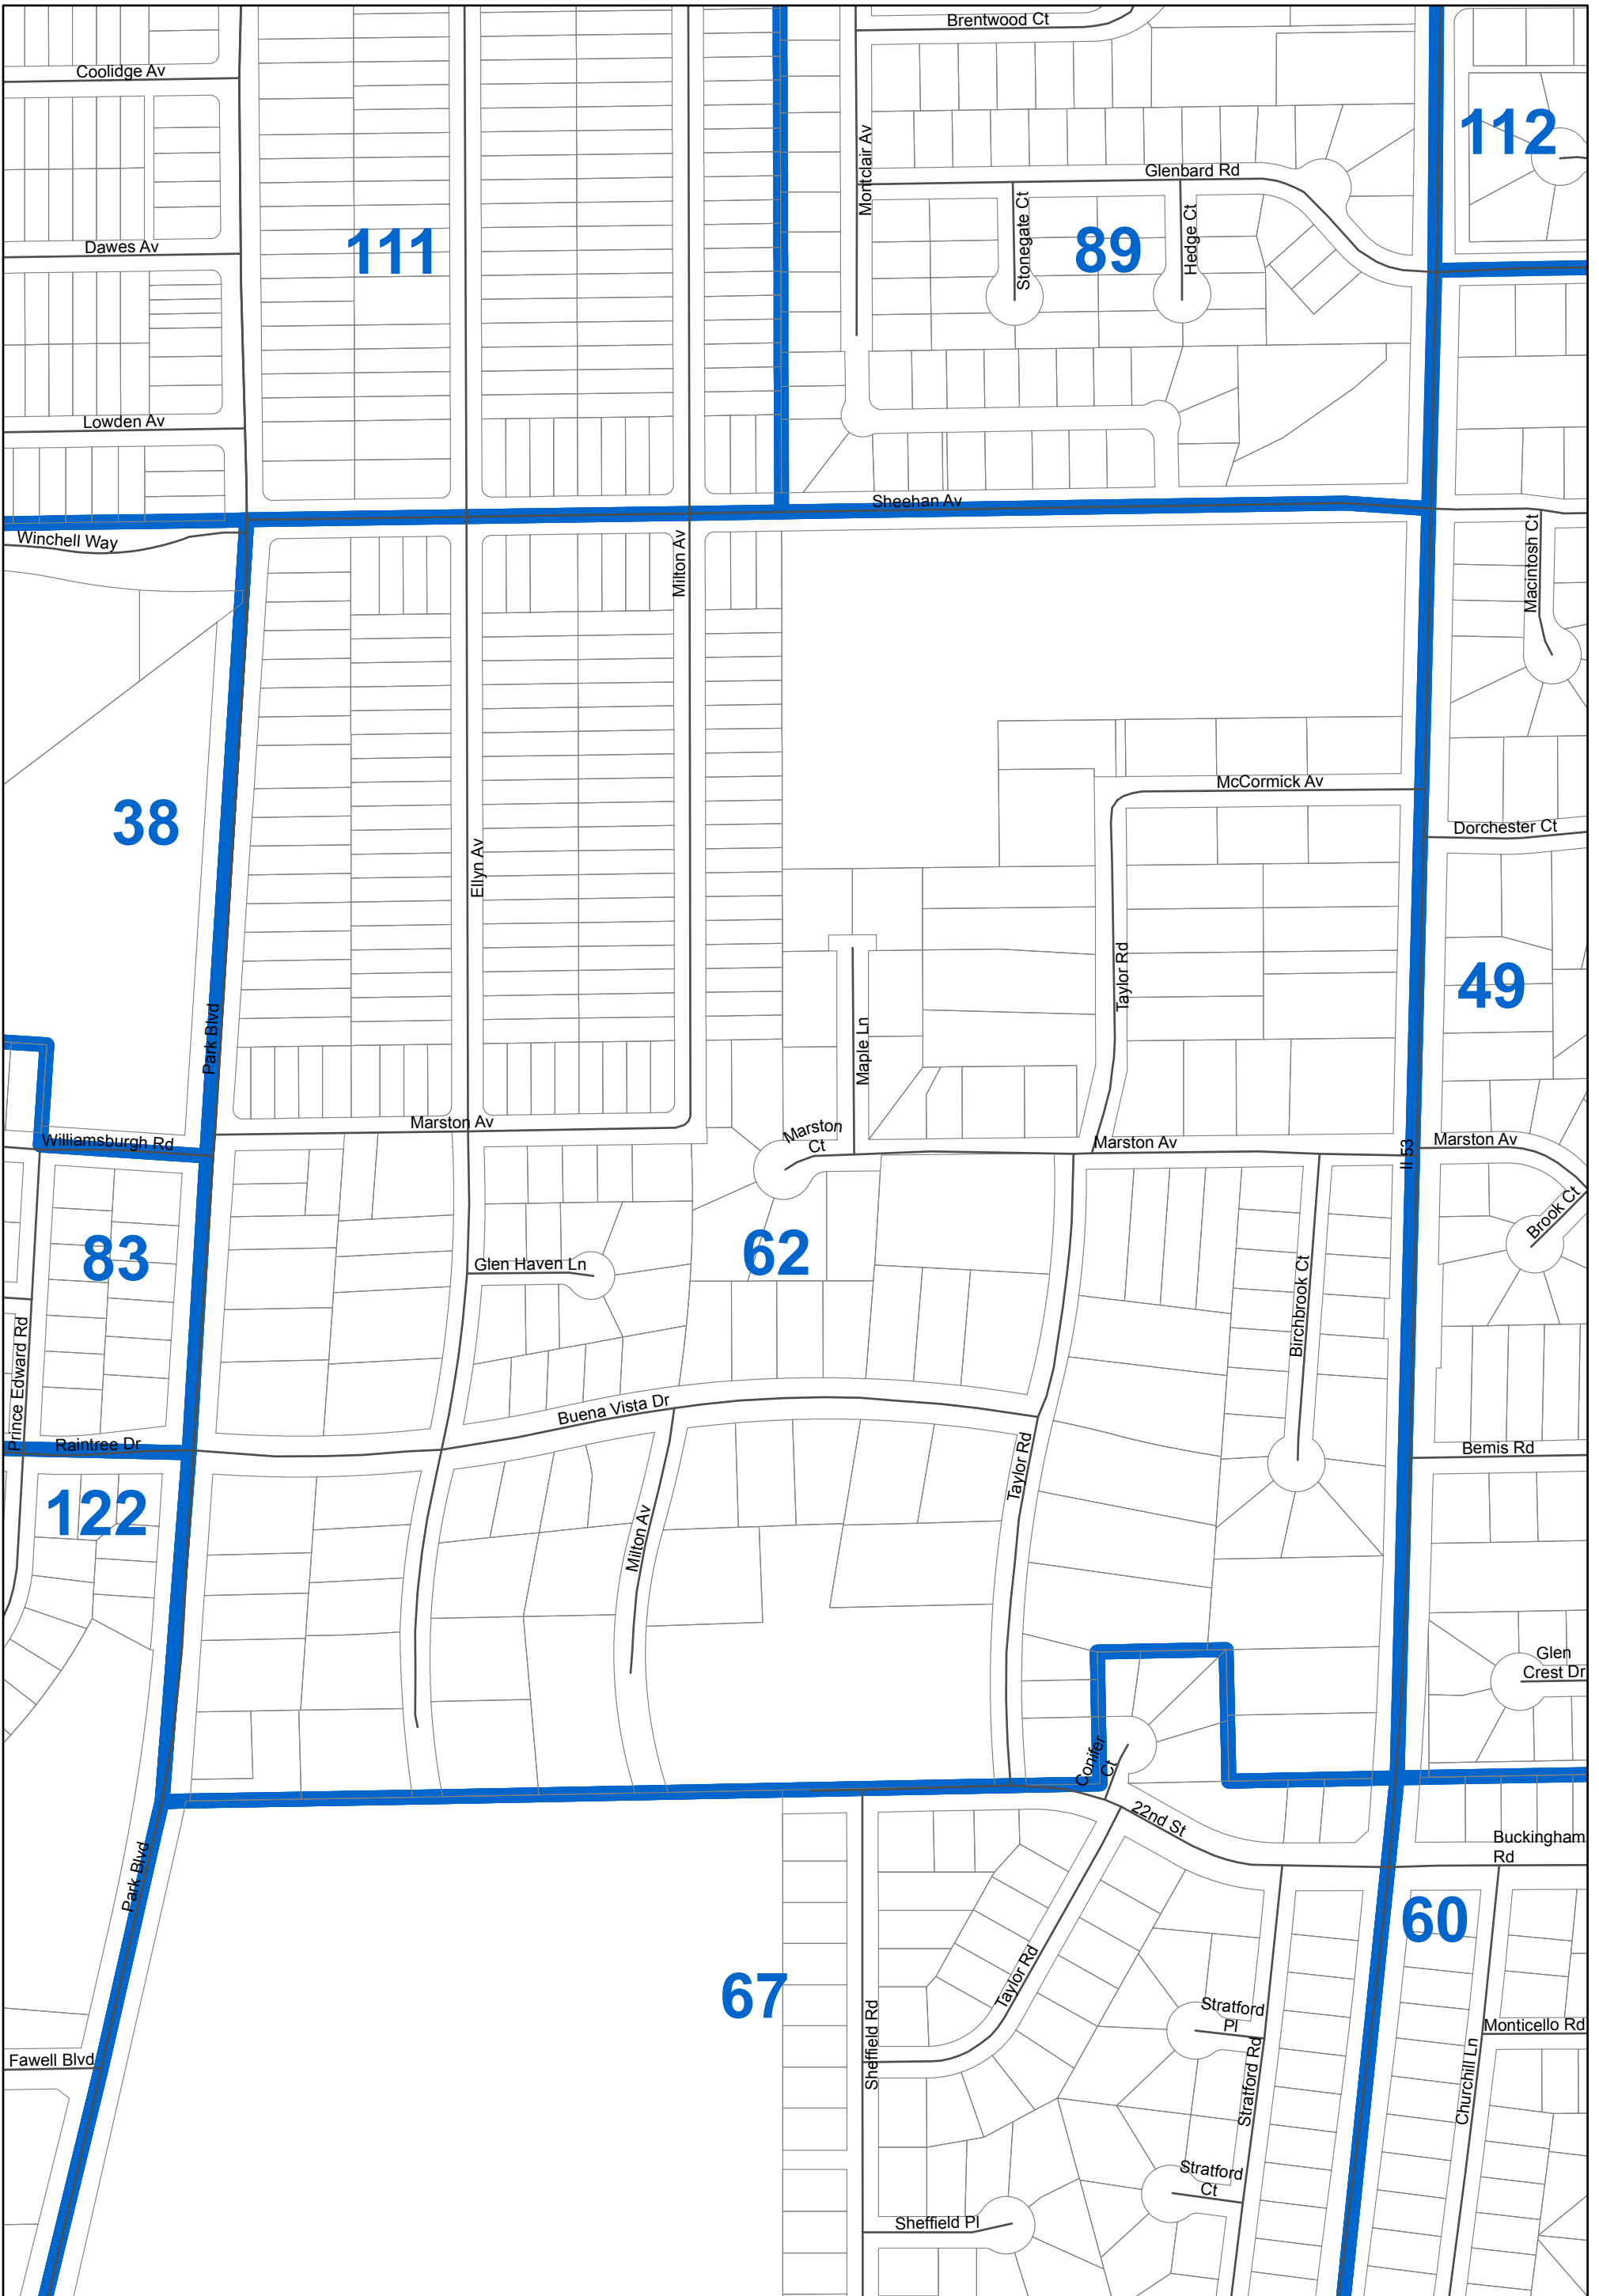 Brentwood Ct
Coolidge Av
112
Montclair Av
Glenbard Rd
Stonegate Ct
Hedge Ct
111
89
Dawes Av
Lowden Av
Sheehan Av
Winchell Way
Milton Av
Macintosh Ct
McCormick Av
38
Dorchester Ct
Ellyn Av
Taylor Rd
49
Park Blvd
Maple Ln
Marston Av
Marston
Ct
Marston Av
Il 53
Marston Av
Williamsburgh Rd
Brook Ct
83
62
Glen Haven Ln
Birchbrook Ct
Prince Edward Rd
Buena Vista Dr
Raintree Dr
Taylor Rd
Bemis Rd
122
Milton Av
Glen
Crest Dr
Conifer
Ct
22nd St
Buckingham
Rd
Park Blvd
60
67
Taylor Rd
Sheffield Rd
Stratford
Pl
Stratford Rd
Monticello Rd
Churchill Ln
Fawell Blvd
Stratford
Ct
Sheffield Pl